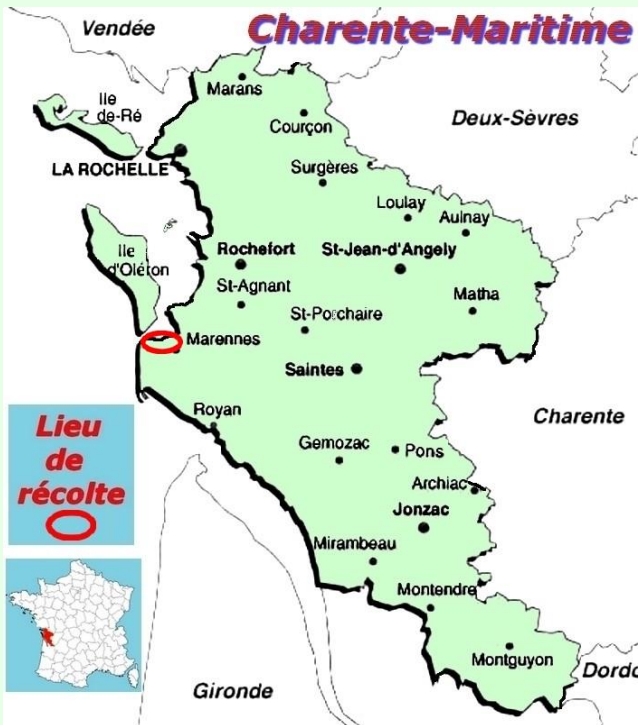 Charente-Maritime
Vendée
Marans
Ile
de-Ré
Courçon
Deux-Sèvres
LA ROCHELLE
Surgères
Loulay
Aulnay
Ile
d'Oléron
Rochefort
St-Jean-d'Angely
St-Agnant
Matha
St-Porchaire
Marennes
Saintes
Royan
Charente
Lieu
de
récolte
Gemozac
Pons
Archiac
Jonzac
Mirambeau
Montendre
Montguyon
Gironde
Dordo